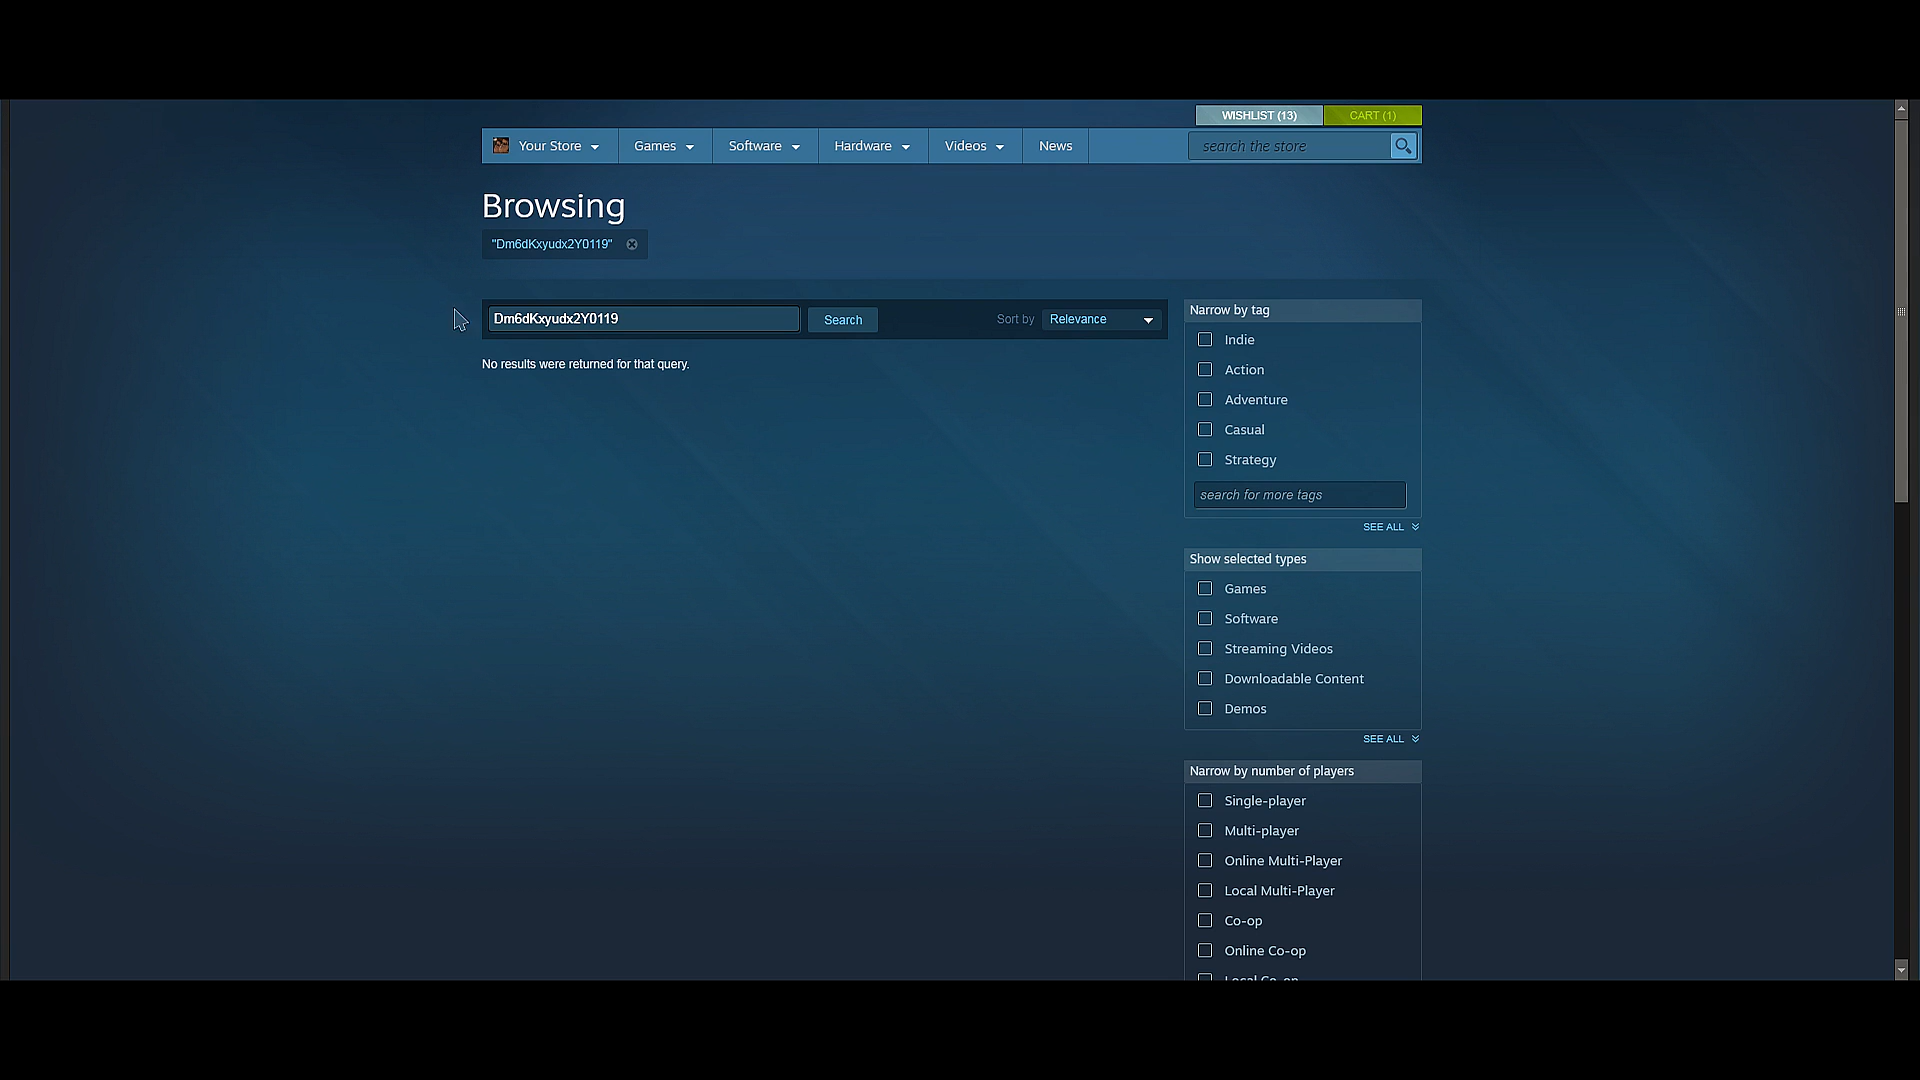 WISHLIST (13)
CART (1)
Your Store
Games
Software
Hardware
Videos
News
search the store
Browsing
"Dm6dKxyudx2Y0119"
Dm6dKxyudx2Y0119
Search
Sort by
Relevance
No results were returned for that query.
Narrow by tag
Indie
Action
Adventure
Casual
Strategy
search for more tags
SEE ALL
Show selected types
Games
Software
Streaming Videos
Downloadable Content
Demos
SEE ALL
Narrow by number of players
Single-player
Multi-player
Online Multi-Player
Local Multi-Player
Co-op
Online Co-op
Local Co-op